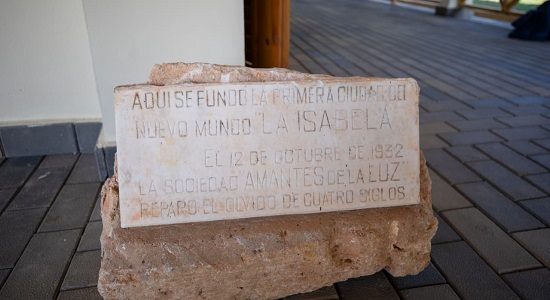 AQUI SE FUNDO LA PRIMERA CIUDAD DEL
NUEVO MUNDO "LA ISABELA"
EL 12 DE OCTUBRE DE 1932
LA SOCIEDAD AMANTES DE LA LUZ
REPARO EL OLVIDO DE CUATRO SIGLOS